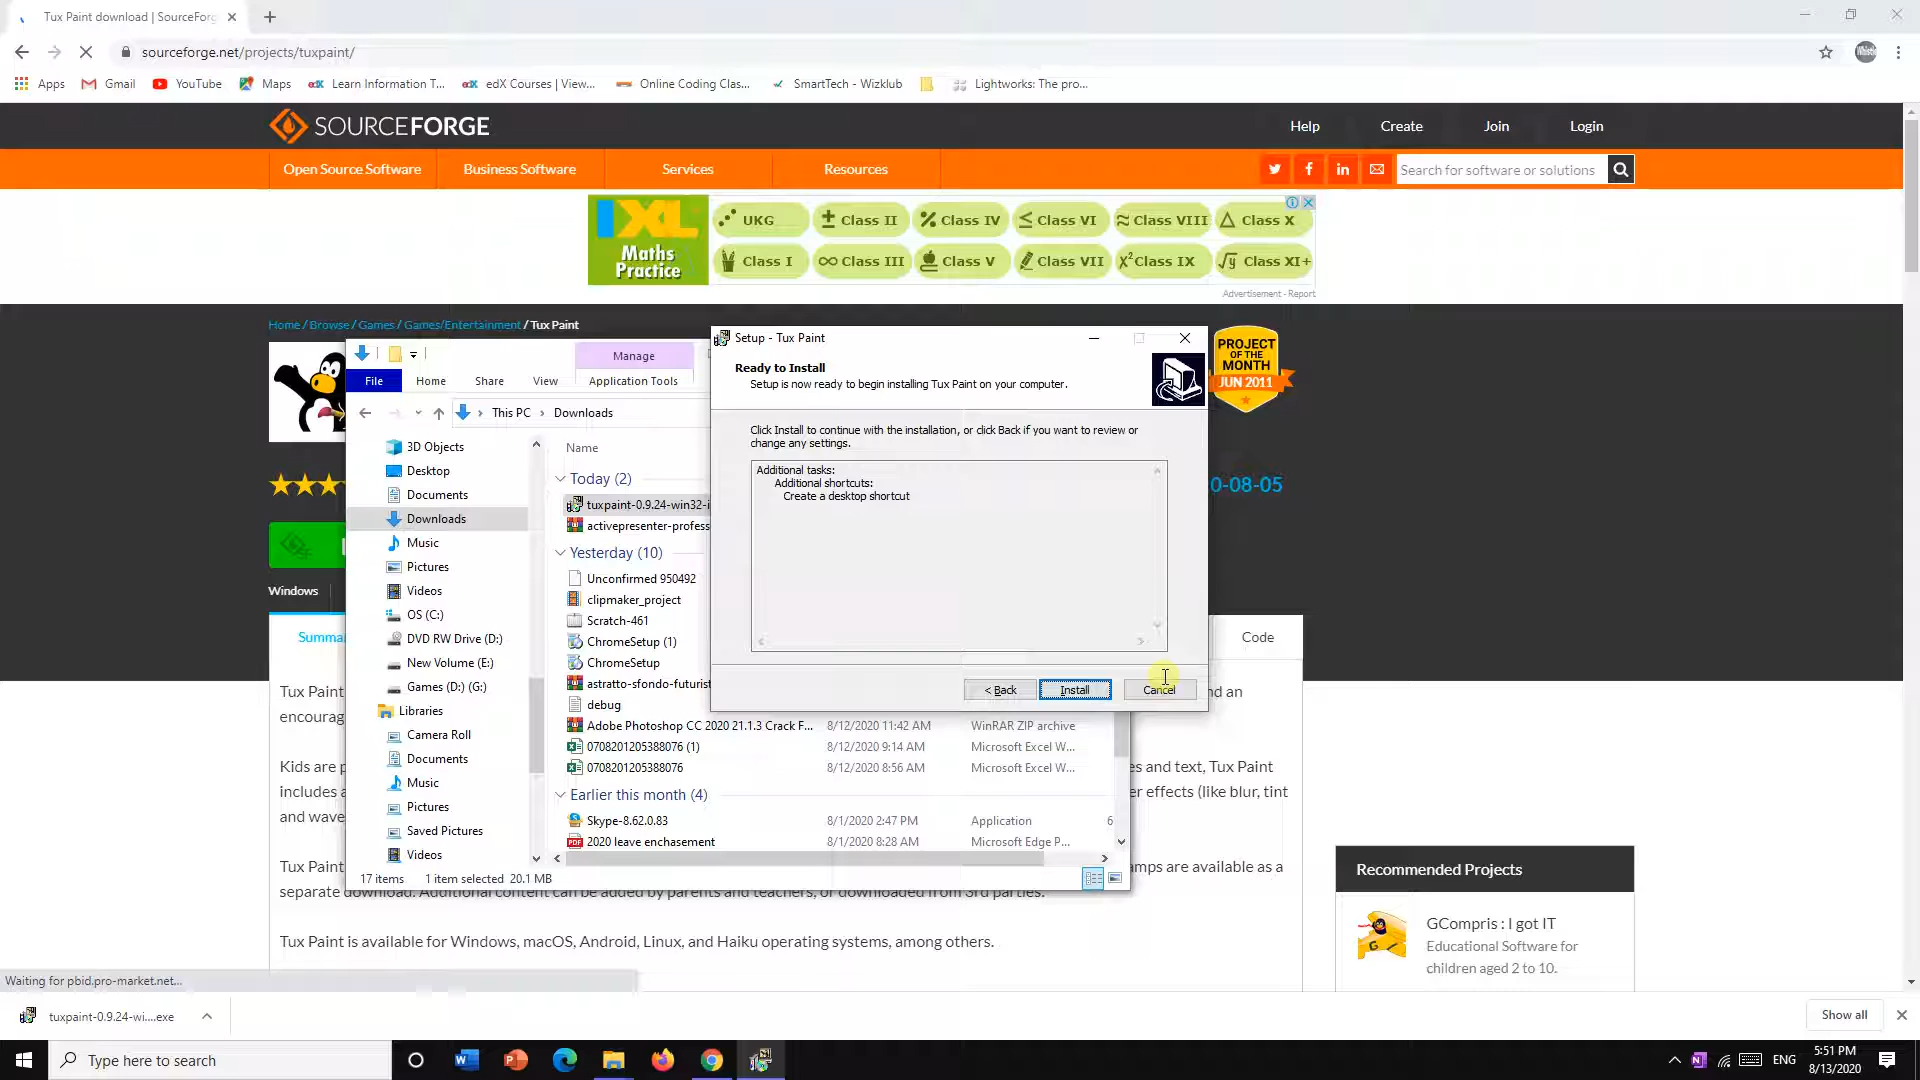 Tux Paint download | SourceForg
sourceforge.net/projects/tuxpaint/
Apps Gmail YouTube Maps Learn Information T... edX Courses | View... Online Coding Clas... SmartTech - Wizklub Lightworks: The pro...
SOURCEFORGE
Help Create Join Login
Open Source Software Business Software Services Resources
in
Search for software or solutions
IXL
Maths
Practice
UKG Class II Class IV Class VI Class VIII Class X
Class I Class III Class V Class VII Class IX Class XI+
Advertisement - Report
Home / Browse / Games / Games/Entertainment / Tux Paint
PROJECT
OF THE
MONTH
JUN 2011
0-08-05
Windows
Summa
Code
Tux Paint
nd an
encourag
Kids are p
es and text, Tux Paint
includes a
er effects (like blur, tint
and wave
Tux Paint
amps are available as a
separate download. Additional content can be added by parents and teachers, or downloaded from 3rd parties.
Tux Paint is available for Windows, macOS, Android, Linux, and Haiku operating systems, among others.
Manage
File Home Share View Application Tools
This PC Downloads
3D Objects
Desktop
Documents
Downloads
Music
Pictures
Videos
OS (C:)
DVD RW Drive (D:)
New Volume (E:)
Games (D:) (G:)
Libraries
Camera Roll
Documents
Music
Pictures
Saved Pictures
Videos
Name
Today (2)
tuxpaint-0.9.24-win32-i
activepresenter-profess
Yesterday (10)
Unconfirmed 950492
clipmaker_project
Scratch-461
ChromeSetup (1)
ChromeSetup
astratto-sfondo-futurist
debug
Adobe Photoshop CC 2020 21.1.3 Crack F... 8/12/2020 11:42 AM WinRAR ZIP archive
0708201205388076 (1) 8/12/2020 9:14 AM Microsoft Excel W...
0708201205388076 8/12/2020 8:56 AM Microsoft Excel W...
Earlier this month (4)
Skype-8.62.0.83 8/1/2020 2:47 PM Application 6
2020 leave enchasement 8/1/2020 8:28 AM Microsoft Edge P...
17 items 1 item selected 20.1 MB
Setup - Tux Paint
Ready to Install
Setup is now ready to begin installing Tux Paint on your computer.
Click Install to continue with the installation, or click Back if you want to review or
change any settings.
Additional tasks:
Additional shortcuts:
Create a desktop shortcut
< Back Install Cancel
Recommended Projects
GCompris : I got IT
Educational Software for
children aged 2 to 10.
Waiting for pbid.pro-market.net...
tuxpaint-0.9.24-wi....exe
Show all
Type here to search
ENG
5:51 PM
8/13/2020